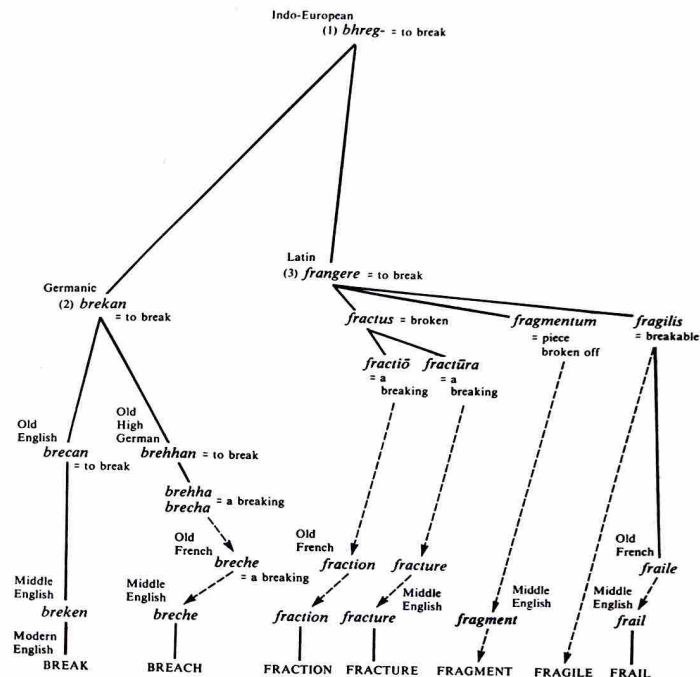 Indo-European
(1) bhreg- = to break
Latin
(3) frangere = to break
Germanic
(2) brekan
= to break
fractus = broken
fragmentum
= piece
broken off
fragilis
= breakable
fractiō
= a
breaking
fractūra
= a
breaking
Old
English
brecan
= to break
Old
High
German
brehhan = to break
brehha
brecha = a breaking
Old
French
breche
= a breaking
Old
French
fraction
fracture
Old
French
fraile
Middle
English
breken
Middle
English
breche
fraction
fracture
Middle
English
fragment
Middle
English
Middle
English
frail
Modern
English
BREAK
BREACH
FRACTION
FRACTURE
FRAGMENT
FRAGILE
FRAIL